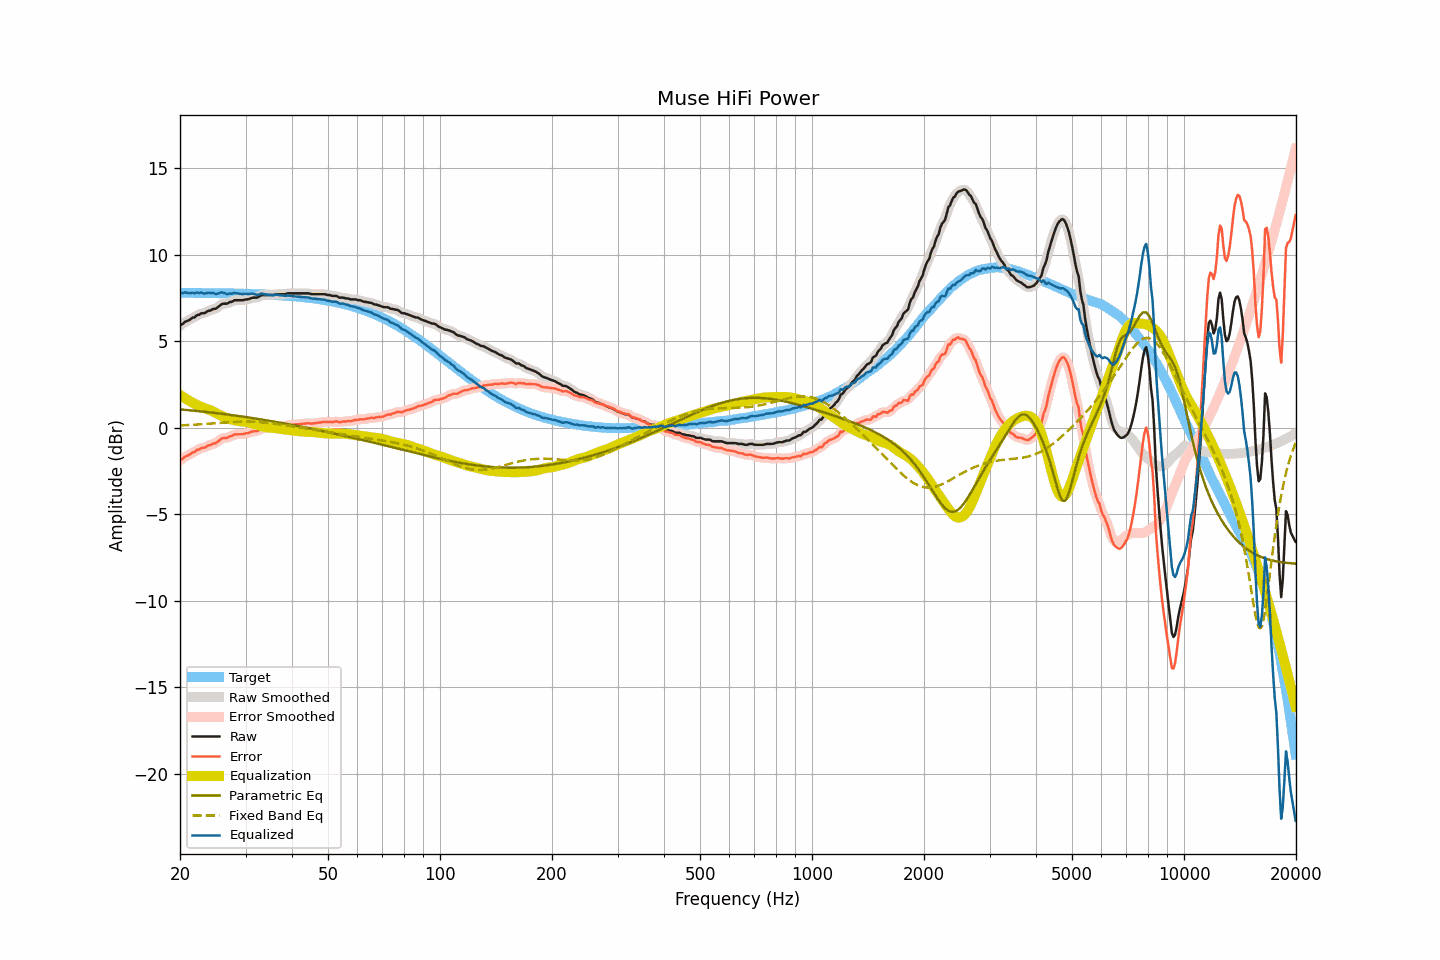 Muse HiFi Power
15
10
5
0
−5
−10
−15
−20
Amplitude (dBr)
Target
Raw Smoothed
Error Smoothed
Raw
Error
Equalization
Parametric Eq
Fixed Band Eq
Equalized
20 50 100 200 500 1000 2000 5000 10000 20000
Frequency (Hz)